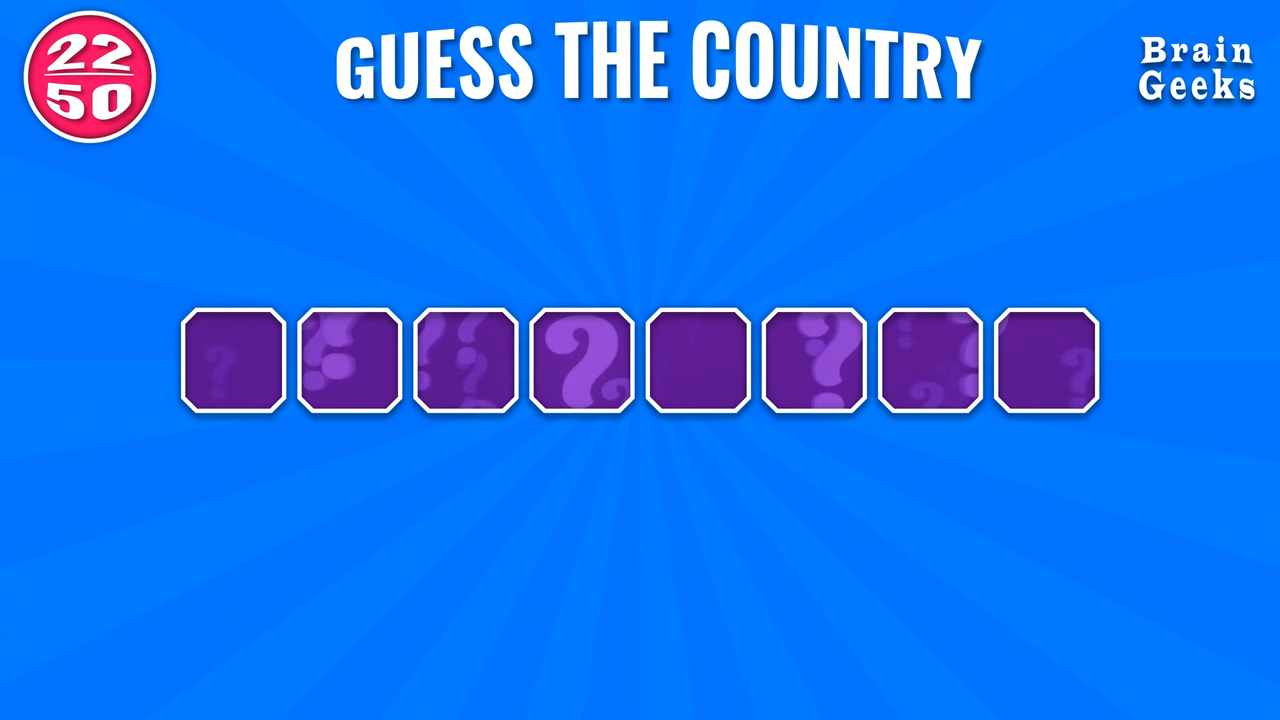 22
50
GUESS THE COUNTRY
Brain
Geeks
? ? ? ? ? ? ? ? ? ?